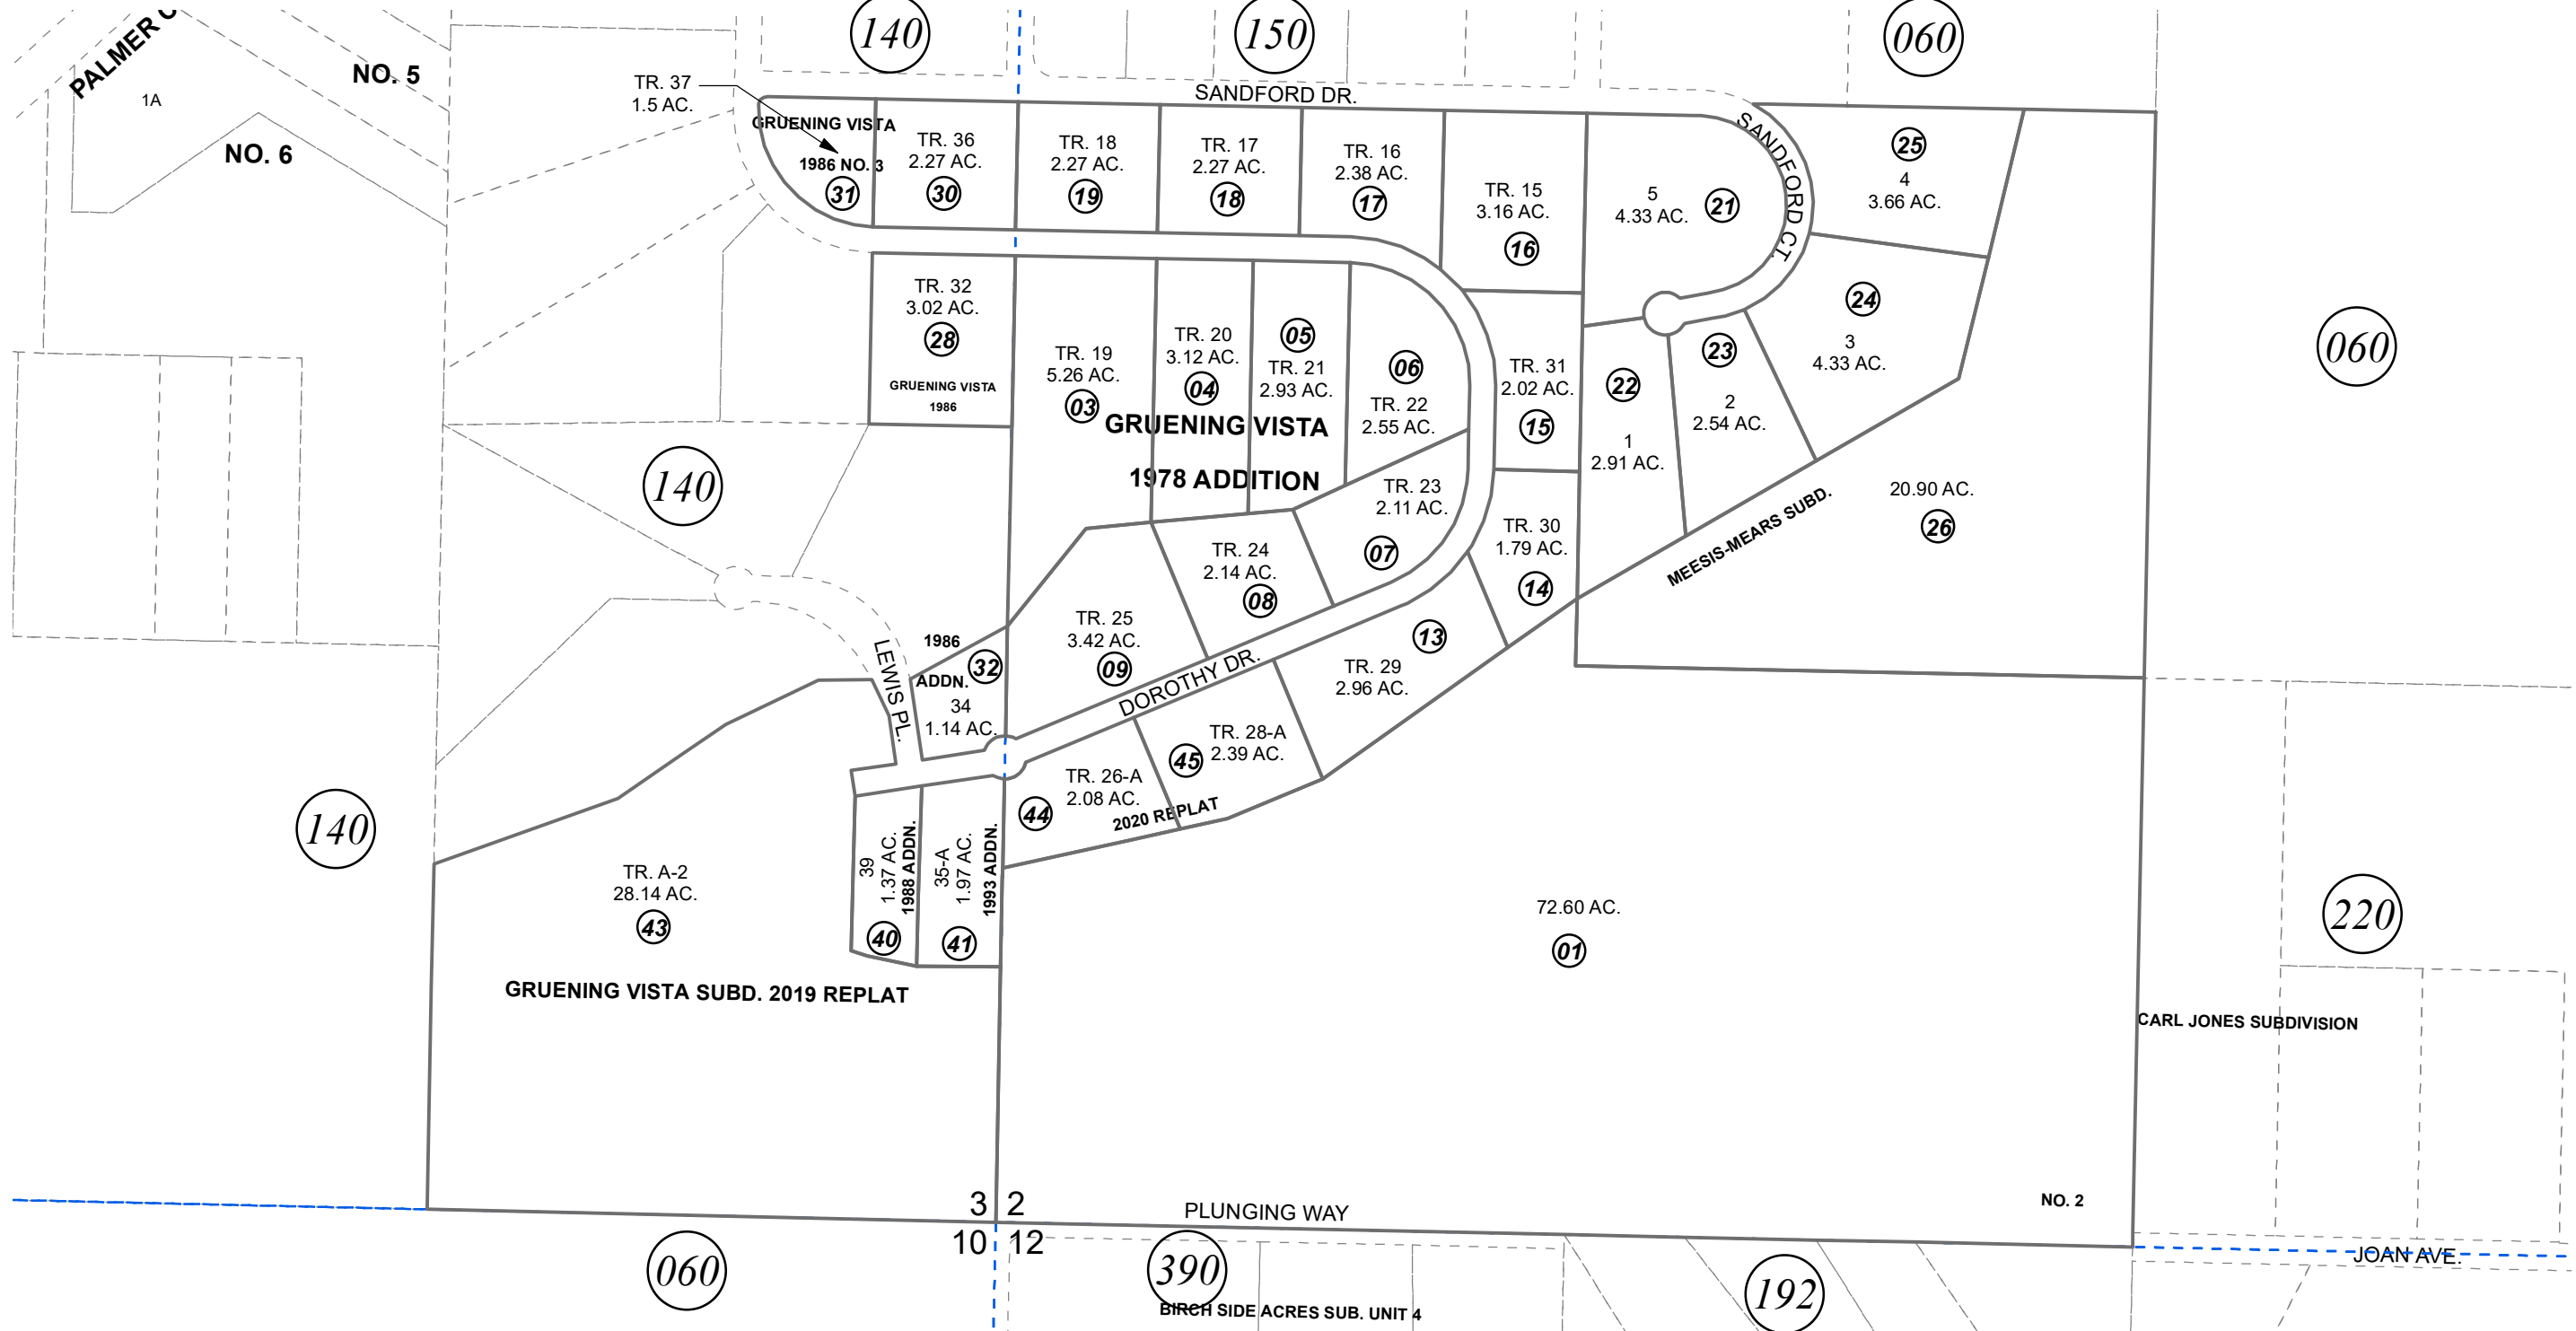 140
150
060
PALMER
NO. 5
1A
NO. 6
TR. 37
1.5 AC.
SANDFORD DR.
GRUENING VISTA
1986 NO. 3
31
TR. 36
2.27 AC.
30
TR. 18
2.27 AC.
19
TR. 17
2.27 AC.
18
TR. 16
2.38 AC.
17
TR. 15
3.16 AC.
16
5
4.33 AC.
21
SANDFORD CT.
25
4
3.66 AC.
TR. 32
3.02 AC.
28
GRUENING VISTA
1986
TR. 19
5.26 AC.
03
TR. 20
3.12 AC.
04
05
TR. 21
2.93 AC.
06
TR. 22
2.55 AC.
TR. 31
2.02 AC.
15
22
1
2.91 AC.
23
2
2.54 AC.
24
3
4.33 AC.
060
GRUENING VISTA
1978 ADDITION
140
TR. 23
2.11 AC.
07
TR. 24
2.14 AC.
08
TR. 30
1.79 AC.
14
MEESIS-MEARS SUBD.
20.90 AC.
26
TR. 25
3.42 AC.
09
13
TR. 29
2.96 AC.
DOROTHY DR.
LEWIS PL.
1986
ADDN.
32
34
1.14 AC.
TR. 28-A
2.39 AC.
45
TR. 26-A
2.08 AC.
44
2020 REPLAT
140
TR. A-2
28.14 AC.
43
39
1.37 AC.
1988 ADDN.
40
35-A
1.97 AC.
1993 ADDN.
41
72.60 AC.
01
220
GRUENING VISTA SUBD. 2019 REPLAT
CARL JONES SUBDIVISION
3
2
10
12
PLUNGING WAY
NO. 2
JOAN AVE.
060
390
192
BIRCH SIDE ACRES SUB. UNIT 4